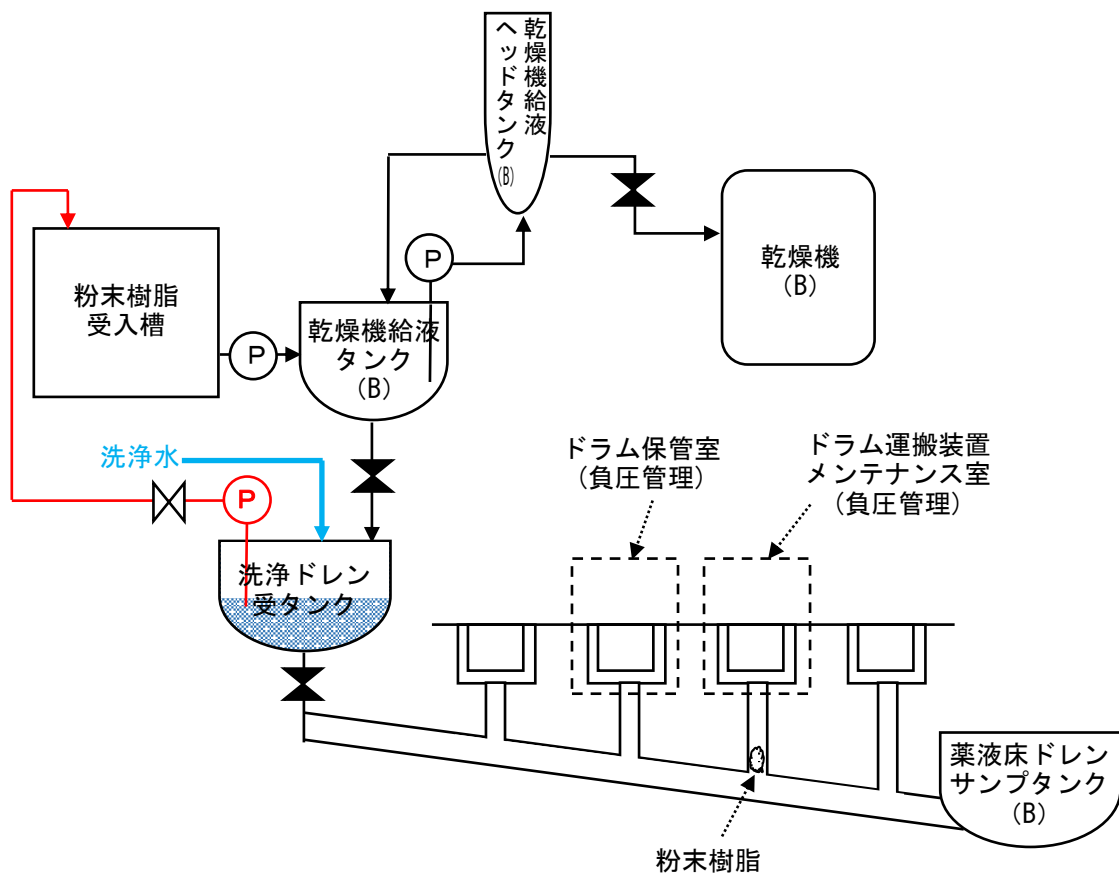 乾燥機給液
ヘッドタンク(B)
P
粉末樹脂
受入槽
P
乾燥機給液
タンク
(B)
乾燥機
(B)
洗浄水
P
洗浄ドレン
受タンク
ドラム保管室
(負圧管理)
ドラム運搬装置
メンテナンス室
(負圧管理)
薬液床ドレン
サンプタンク
(B)
粉末樹脂